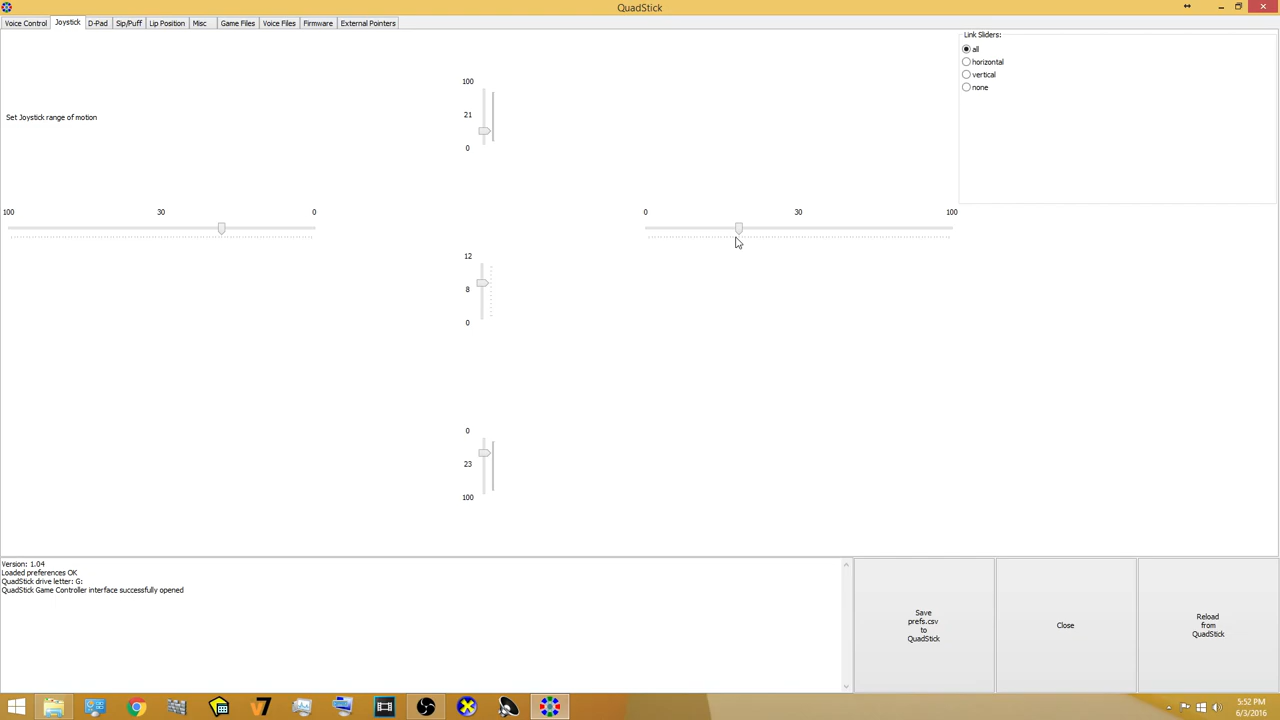 QuadStick
Voice Control
Joystick
D-Pad
Sip/Puff
Lip Position
Misc
Game Files
Voice Files
Firmware
External Pointers
Link Sliders:
all
horizontal
vertical
none
Set Joystick range of motion
100
21
0
100 30 0
0 30 100
12
8
0
0
23
100
Version: 1.04
Loaded preferences OK
QuadStick drive letter: G:
QuadStick Game Controller interface successfully opened
Save
prefs.csv
to
QuadStick
Close
Reload
from
QuadStick
5:52 PM
6/3/2016